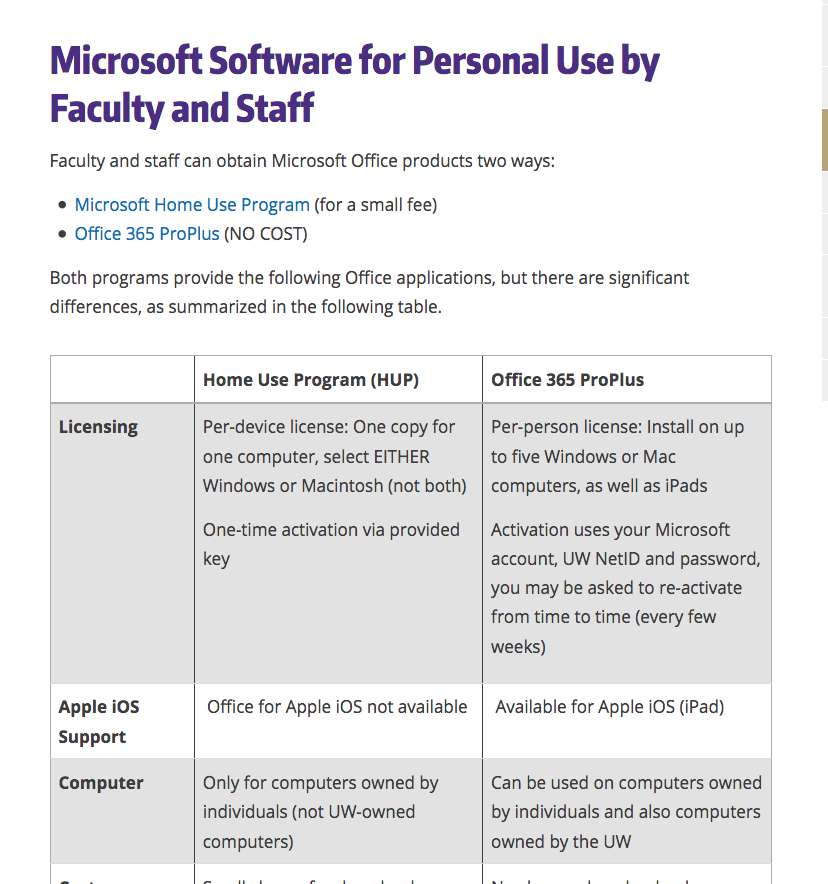 Microsoft Software for Personal Use by
Faculty and Staff
Faculty and staff can obtain Microsoft Office products two ways:
• Microsoft Home Use Program (for a small fee)
• Office 365 ProPlus (NO COST)
Both programs provide the following Office applications, but there are significant
differences, as summarized in the following table.
Home Use Program (HUP)
Office 365 ProPlus
Licensing
Per-device license: One copy for
one computer, select EITHER
Windows or Macintosh (not both)
One-time activation via provided
key
Per-person license: Install on up
to five Windows or Mac
computers, as well as iPads
Activation uses your Microsoft
account, UW NetID and password,
you may be asked to re-activate
from time to time (every few
weeks)
Apple iOS
Support
Office for Apple iOS not available
Available for Apple iOS (iPad)
Computer
Only for computers owned by
individuals (not UW-owned
computers)
Can be used on computers owned
by individuals and also computers
owned by the UW